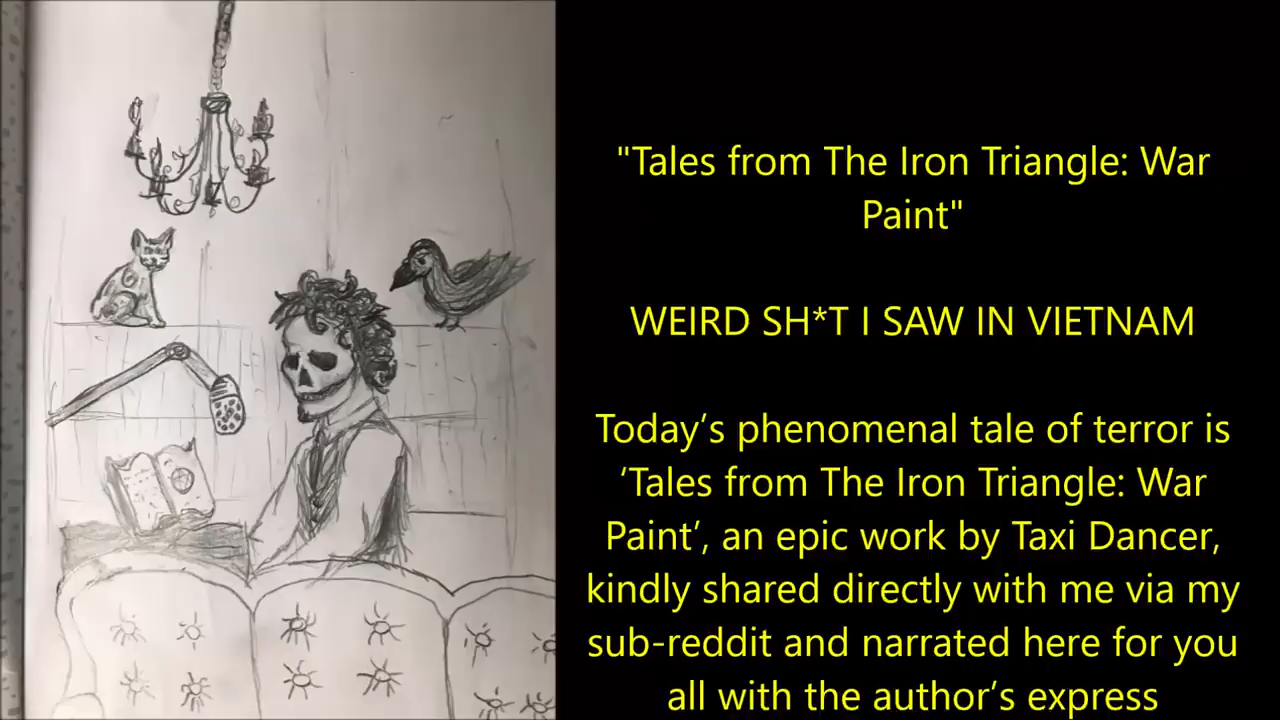 "Tales from The Iron Triangle: War
Paint"
WEIRD SH*T I SAW IN VIETNAM
Today’s phenomenal tale of terror is
‘Tales from The Iron Triangle: War
Paint’, an epic work by Taxi Dancer,
kindly shared directly with me via my
sub-reddit and narrated here for you
all with the author’s express